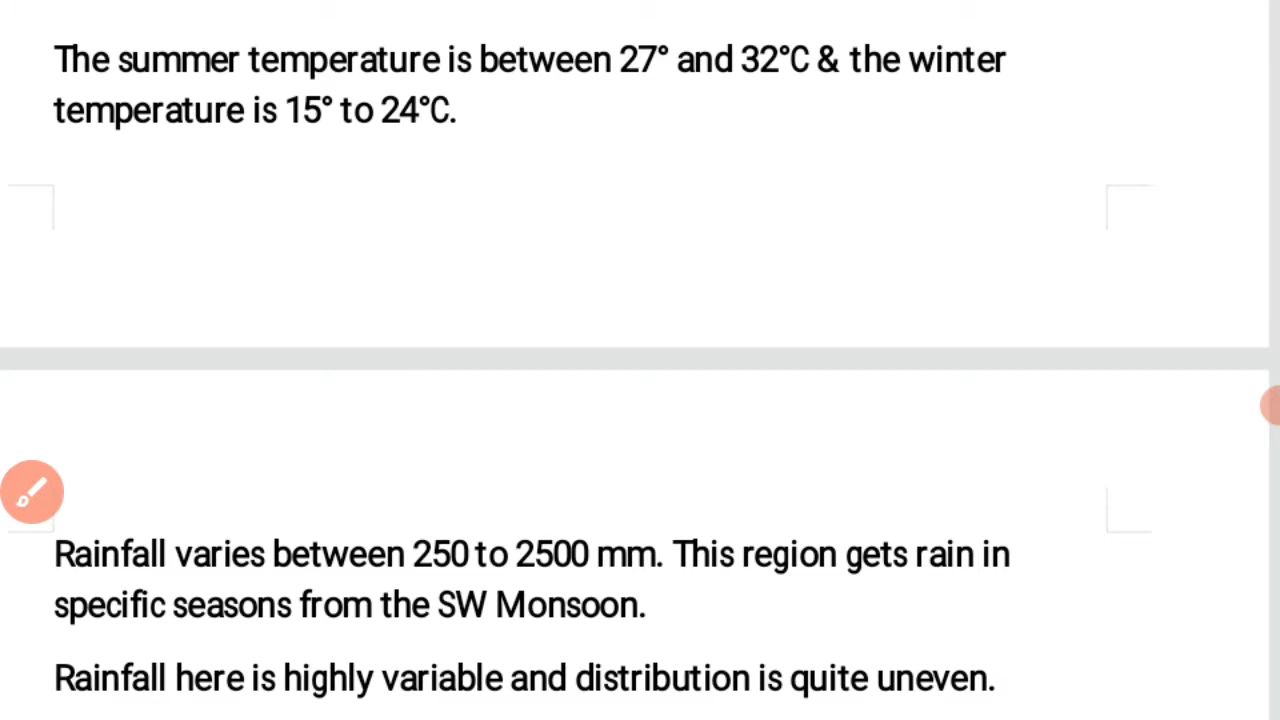 The summer temperature is between 27° and 32°C & the winter
temperature is 15° to 24°C.
Rainfall varies between 250 to 2500 mm. This region gets rain in
specific seasons from the SW Monsoon.
Rainfall here is highly variable and distribution is quite uneven.